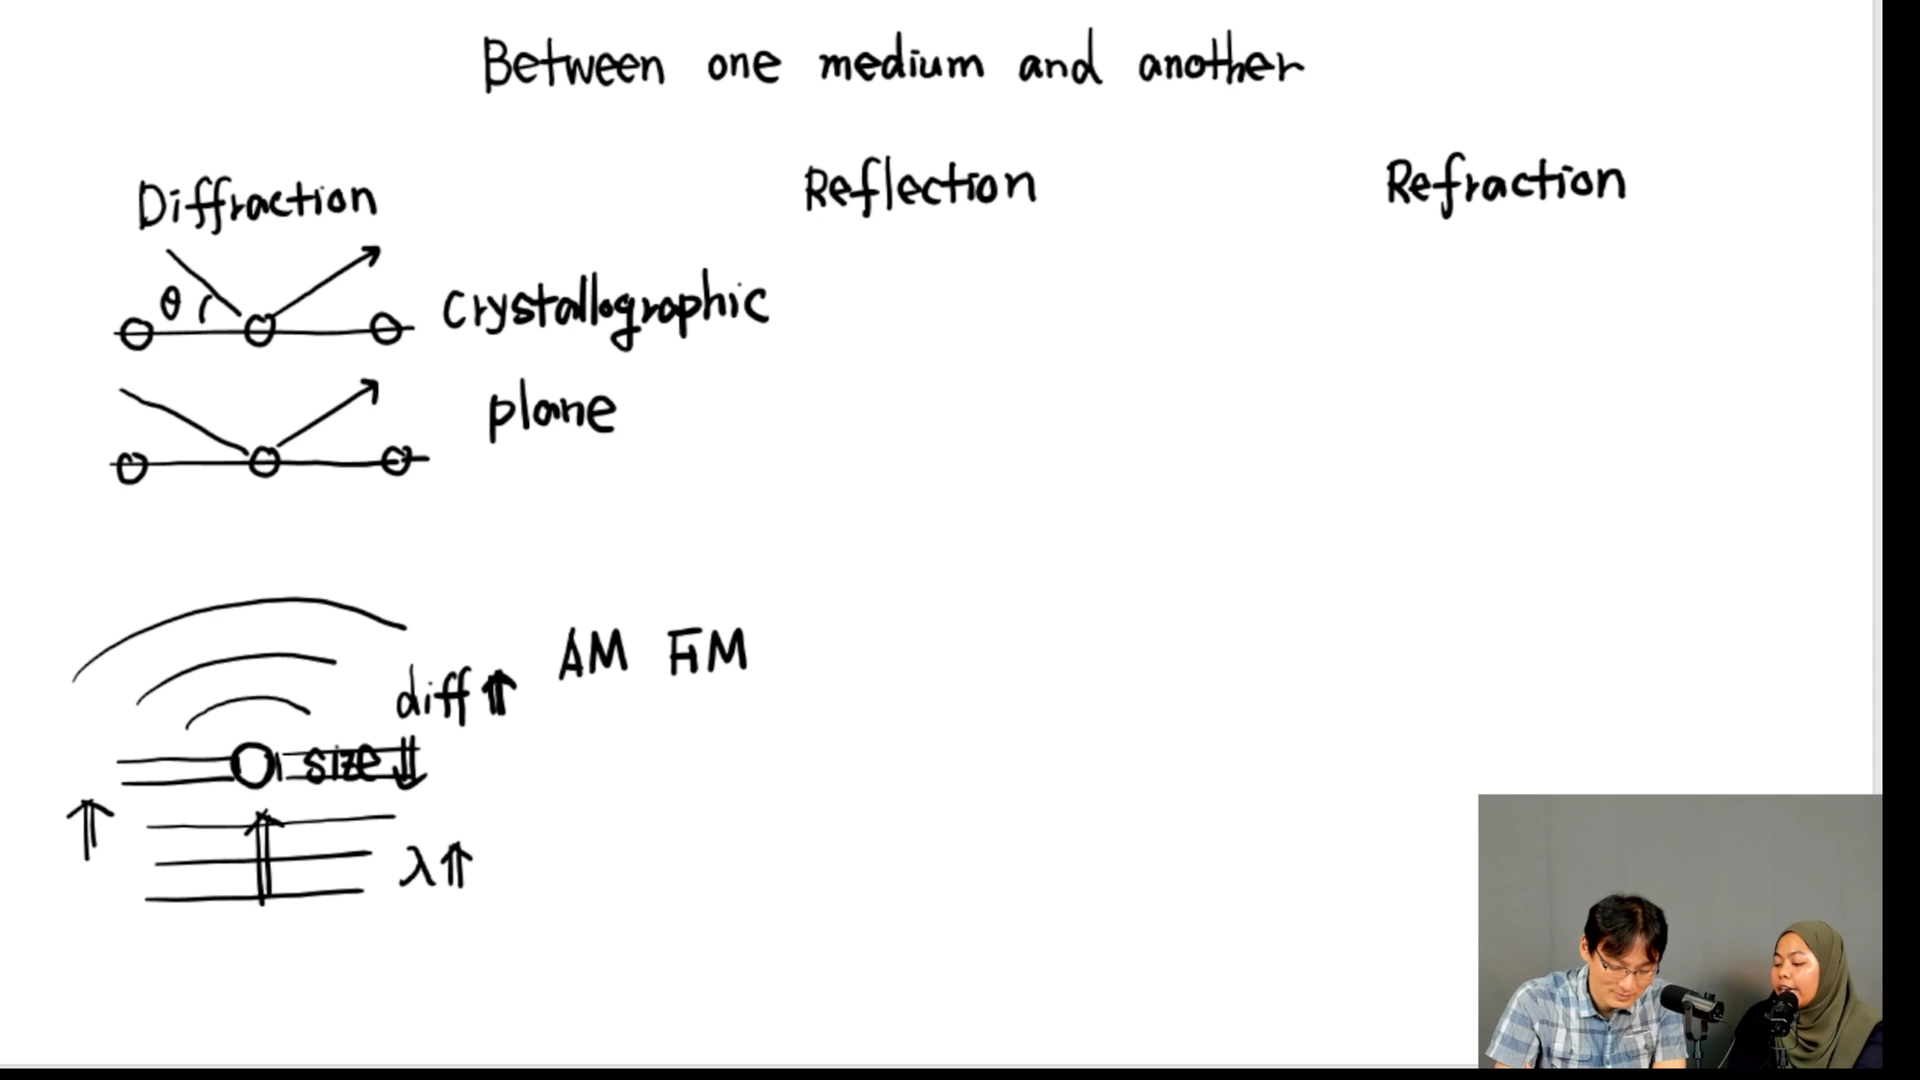 Between one medium and another
Diffraction
Reflection
Refraction
θ
crystallographic
plane
AM FM
diff⇑
size⇓
λ⇑